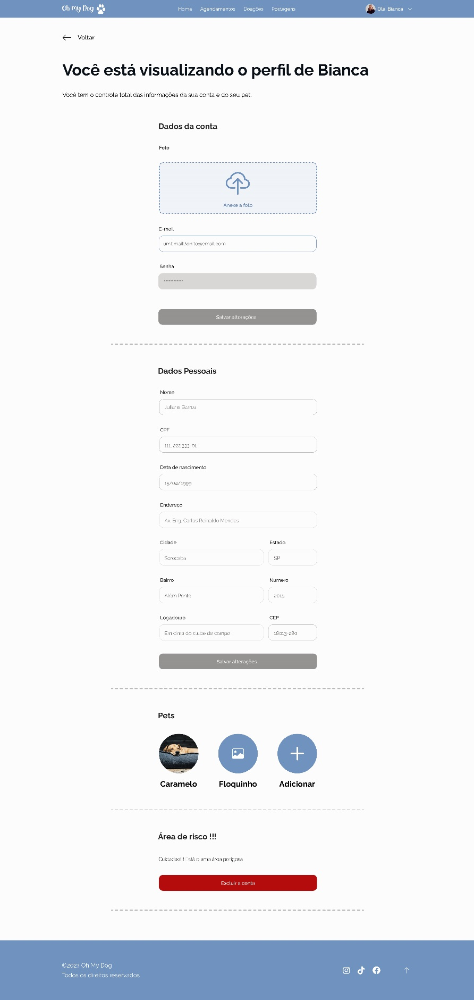 Oh my Dog
Home Agendamentos Doações Postagens
Olá, Bianca
Voltar
Você está visualizando o perfil de Bianca
Você tem o controle total das informações da sua conta e do seu pet.
Dados da conta
Foto
Anexe a foto
E-mail
umEmailBonito@email.com
Senha
Salvar alterações
Dados Pessoais
Nome
Juliana Barros
CPF
111. 222.333-01
Data de nascimento
15/04/1999
Endereço
Av. Eng. Carlos Reinaldo Mendes
Cidade Estado
Sorocaba SP
Bairro Numero
Além Ponte 2015
Logadouro CEP
Em cima do clube de campo 18013-280
Salvar alterações
Pets
Caramelo Floquinho Adicionar
Área de risco !!!
Cuidadao!!! Está e uma área perigosa
Excluir a conta
©2023 Oh My Dog
Todos os direitos reservados